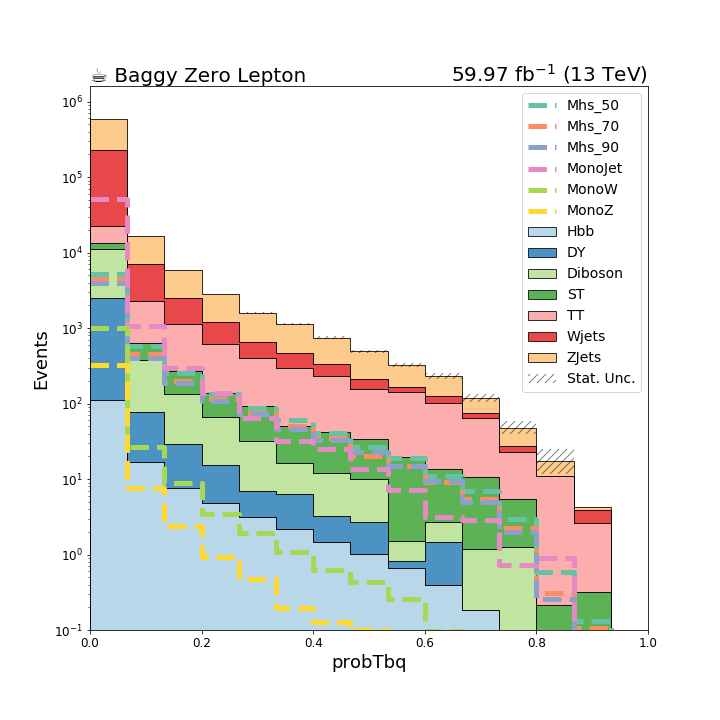 ☕ Baggy Zero Lepton
59.97 fb⁻¹ (13 TeV)
Events
10⁶
10⁵
10⁴
10³
10²
10¹
10⁰
10⁻¹
Mhs_50
Mhs_70
Mhs_90
MonoJet
MonoW
MonoZ
Hbb
DY
Diboson
ST
TT
Wjets
ZJets
Stat. Unc.
0.0 0.2 0.4 0.6 0.8 1.0
probTbq